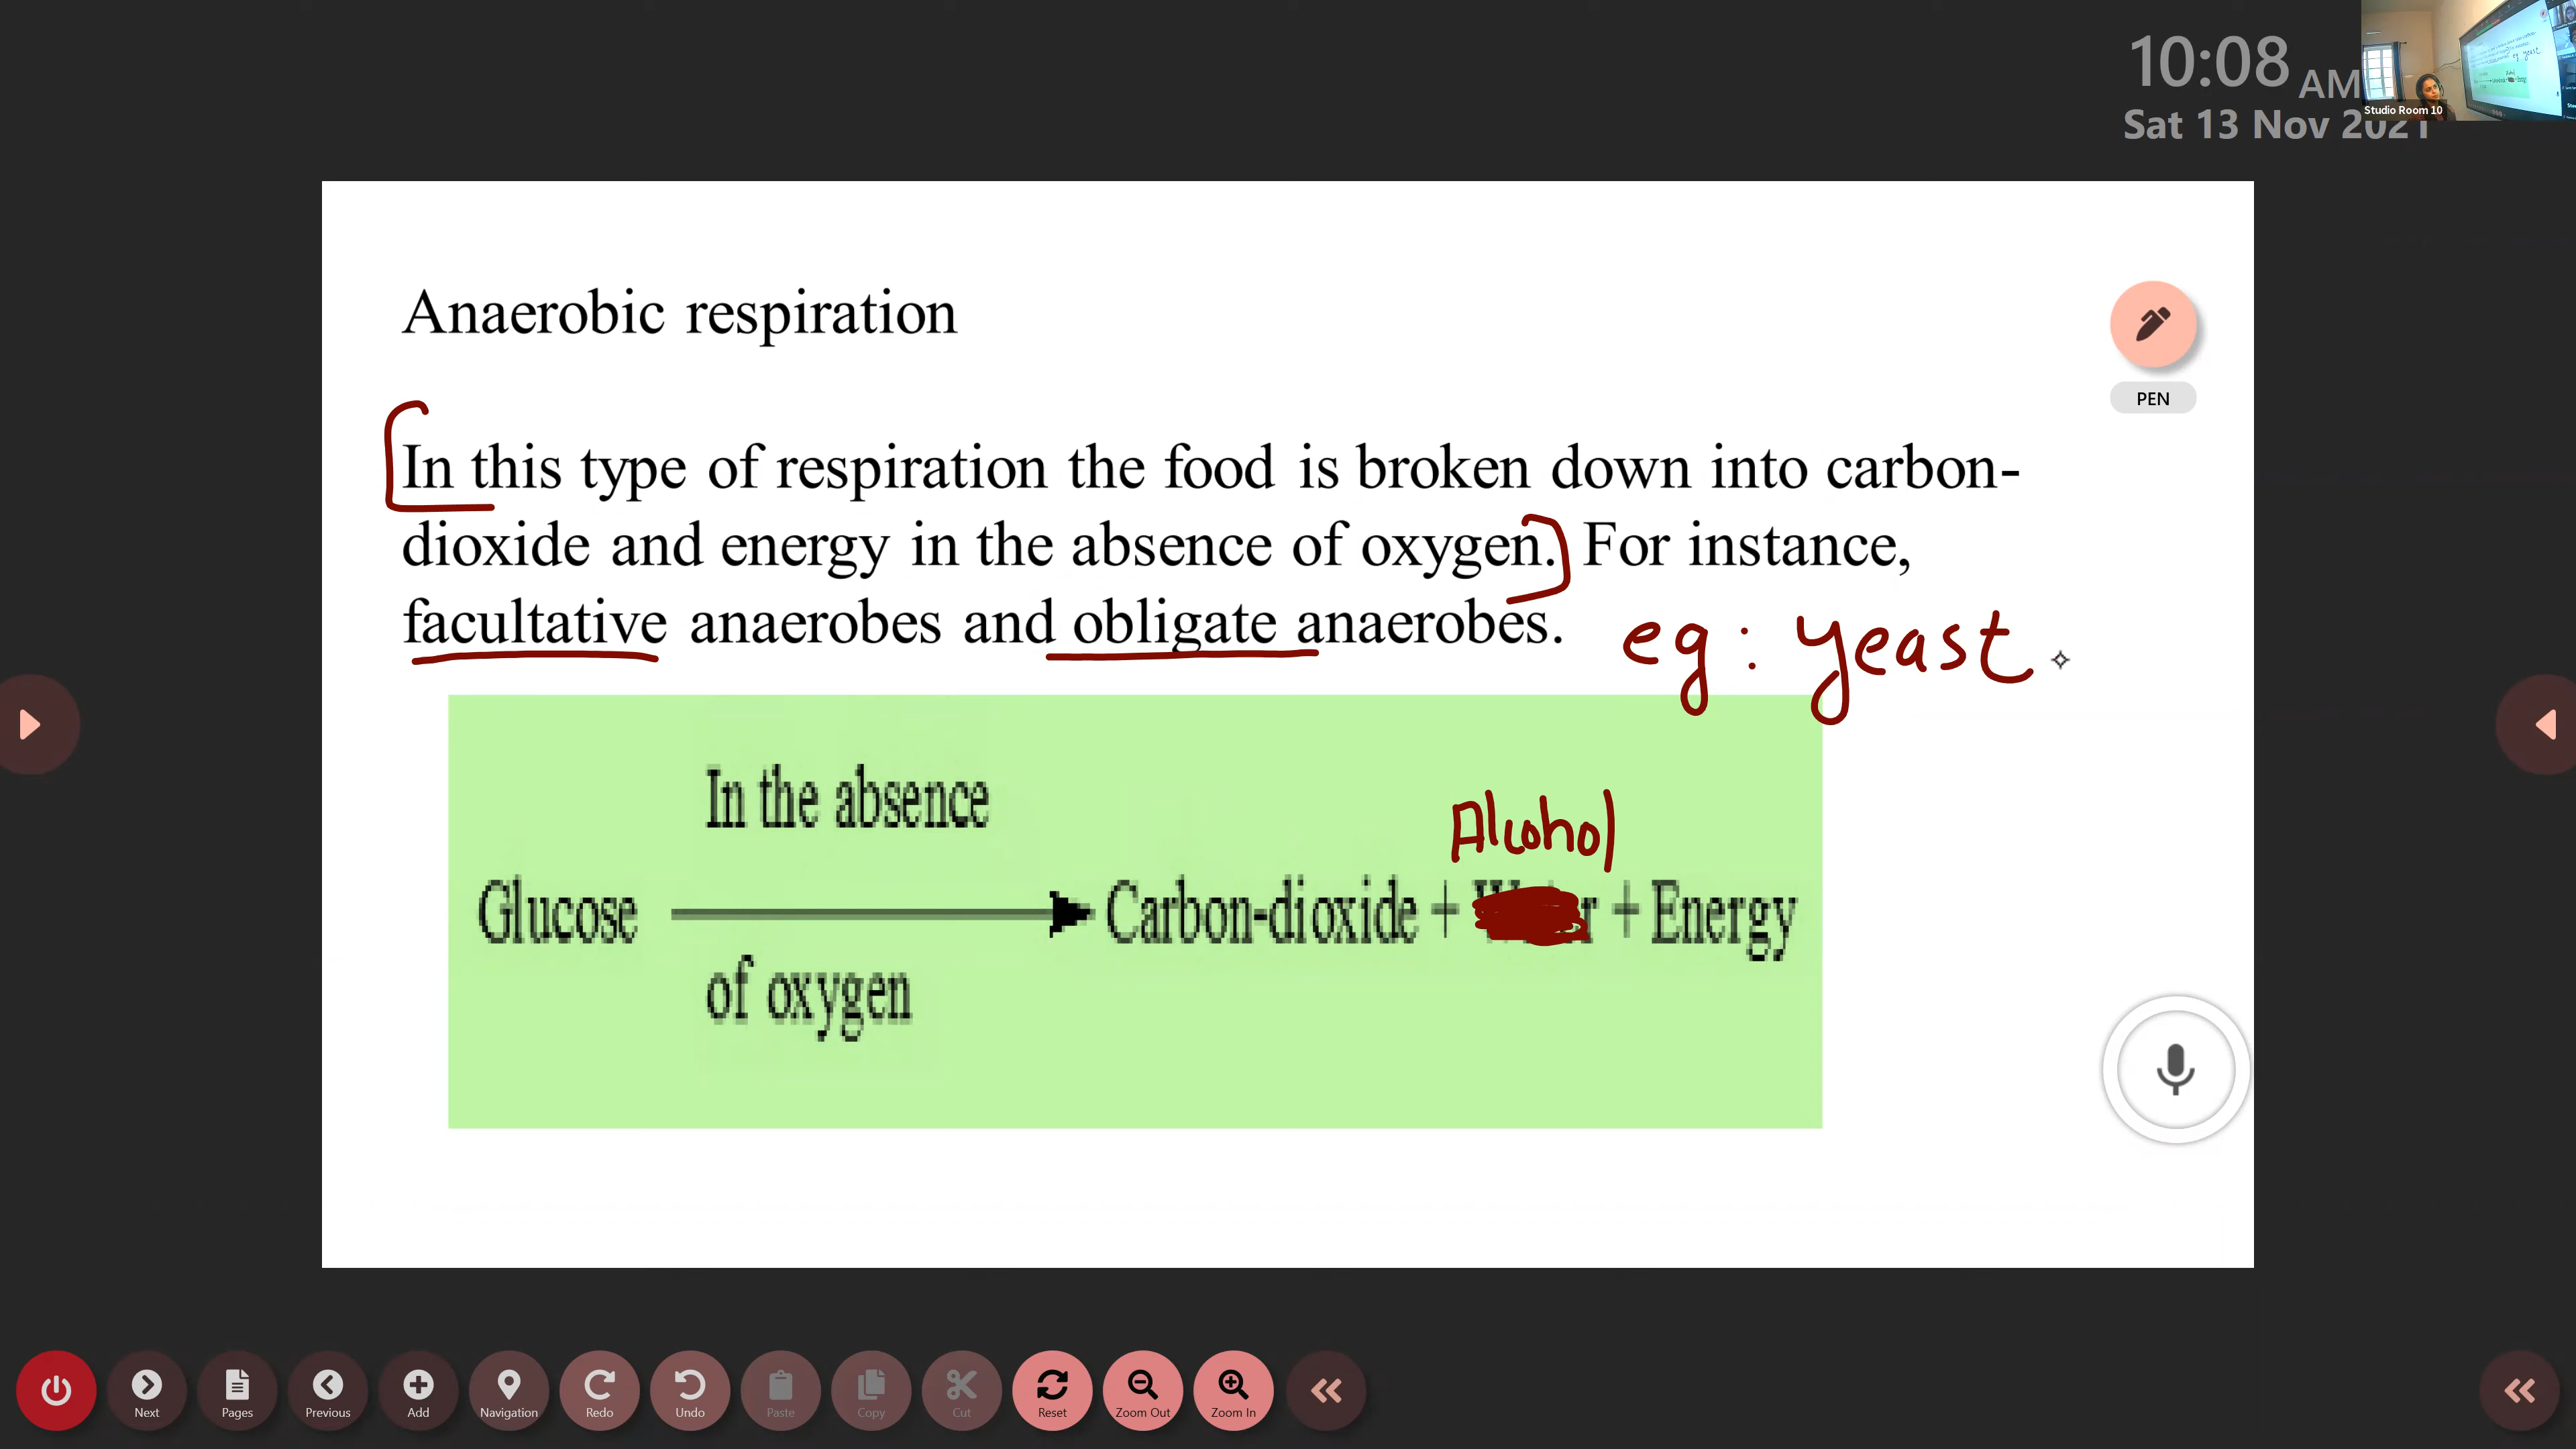 10:08 AM
Studio Room 10
Sat 13 Nov 2021
Anaerobic respiration
PEN
In this type of respiration the food is broken down into carbon-
dioxide and energy in the absence of oxygen. For instance,
facultative anaerobes and obligate anaerobes.
eg : yeast
In the absence
Alcohol
Glucose
Carbon-dioxide + + Energy
of oxygen
Next
Pages
Previous
Add
Navigation
Redo
Undo
Paste
Copy
Cut
Reset
Zoom Out
Zoom In